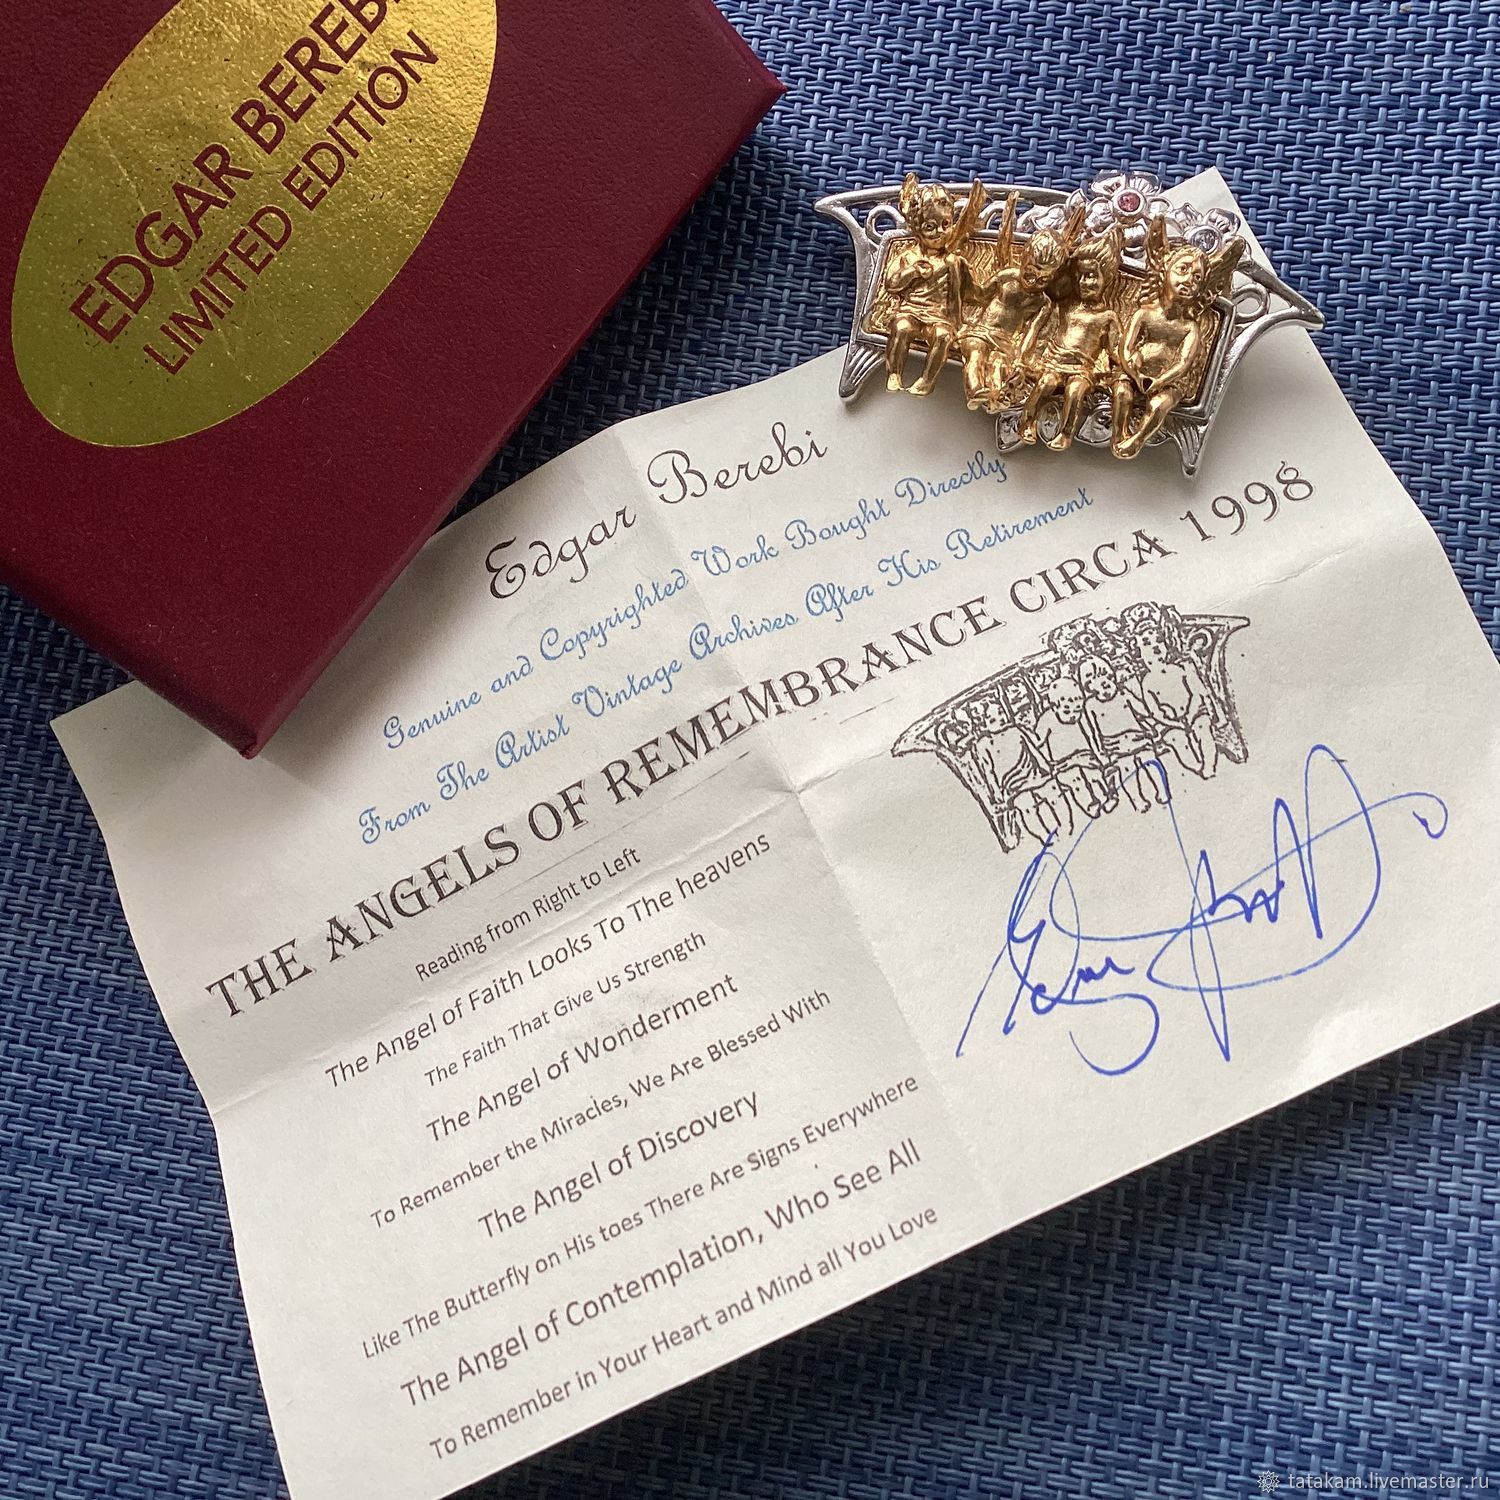 EDGAR BEREB
LIMITED EDITION
Edgar Berebi
Genuine and Copyrighted Work Bought Directly
From The Artist Vintage Archives After His Retirement
THE ANGELS OF REMEMBRANCE CIRCA 1998
Reading from Right to Left
The Angel of Faith Looks To The heavens
The Faith That Give Us Strength
The Angel of Wonderment
To Remember the Miracles, We Are Blessed With
The Angel of Discovery
Like The Butterfly on His toes There Are Signs Everywhere
The Angel of Contemplation, Who See All
To Remember in Your Heart and Mind all You Love
tatakam.livemaster.ru